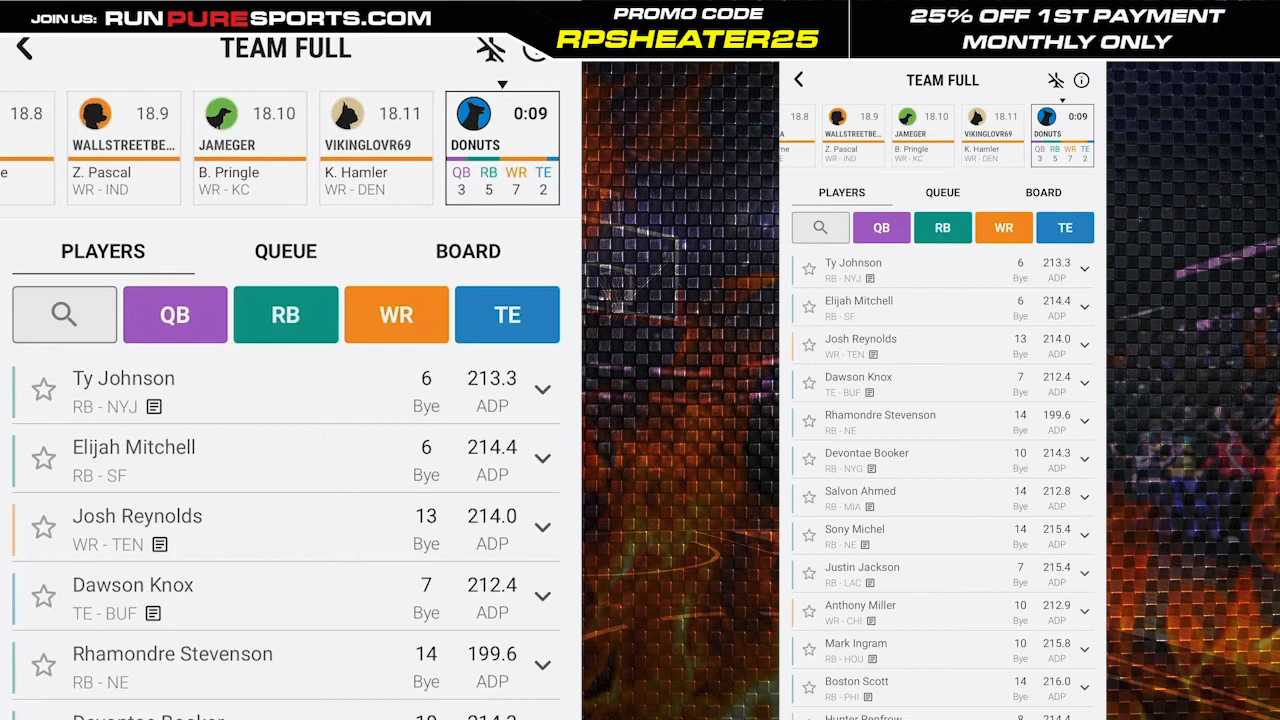 JOIN US: RUNPURESPORTS.COM
PROMO CODE
RPSHEATER25
25% OFF 1ST PAYMENT
MONTHLY ONLY
TEAM FULL
18.8
18.9
WALLSTREETBE...
Z. Pascal
WR - IND
18.10
JAMEGER
B. Pringle
WR - KC
18.11
VIKINGLOVR69
K. Hamler
WR - DEN
0:09
DONUTS
QB RB WR TE
3 5 7 2
PLAYERS QUEUE BOARD
QB RB WR TE
Ty Johnson 6 213.3
RB - NYJ Bye ADP
Elijah Mitchell 6 214.4
RB - SF Bye ADP
Josh Reynolds 13 214.0
WR - TEN Bye ADP
Dawson Knox 7 212.4
TE - BUF Bye ADP
Rhamondre Stevenson 14 199.6
RB - NE Bye ADP
TEAM FULL
18.8
18.9
WALLSTREETBE...
Z. Pascal
WR - IND
18.10
JAMEGER
B. Pringle
WR - KC
18.11
VIKINGLOVR69
K. Hamler
WR - DEN
0:09
DONUTS
QB RB WR TE
3 5 7 2
PLAYERS QUEUE BOARD
QB RB WR TE
Ty Johnson 6 213.3
RB - NYJ Bye ADP
Elijah Mitchell 6 214.4
RB - SF Bye ADP
Josh Reynolds 13 214.0
WR - TEN Bye ADP
Dawson Knox 7 212.4
TE - BUF Bye ADP
Rhamondre Stevenson 14 199.6
RB - NE Bye ADP
Devontae Booker 10 214.3
RB - NYG Bye ADP
Salvon Ahmed 14 212.8
RB - MIA Bye ADP
Sony Michel 14 215.4
RB - NE Bye ADP
Justin Jackson 7 215.4
RB - LAC Bye ADP
Anthony Miller 10 212.9
WR - CHI Bye ADP
Mark Ingram 10 215.8
RB - HOU Bye ADP
Boston Scott 14 216.0
RB - PHI Bye ADP